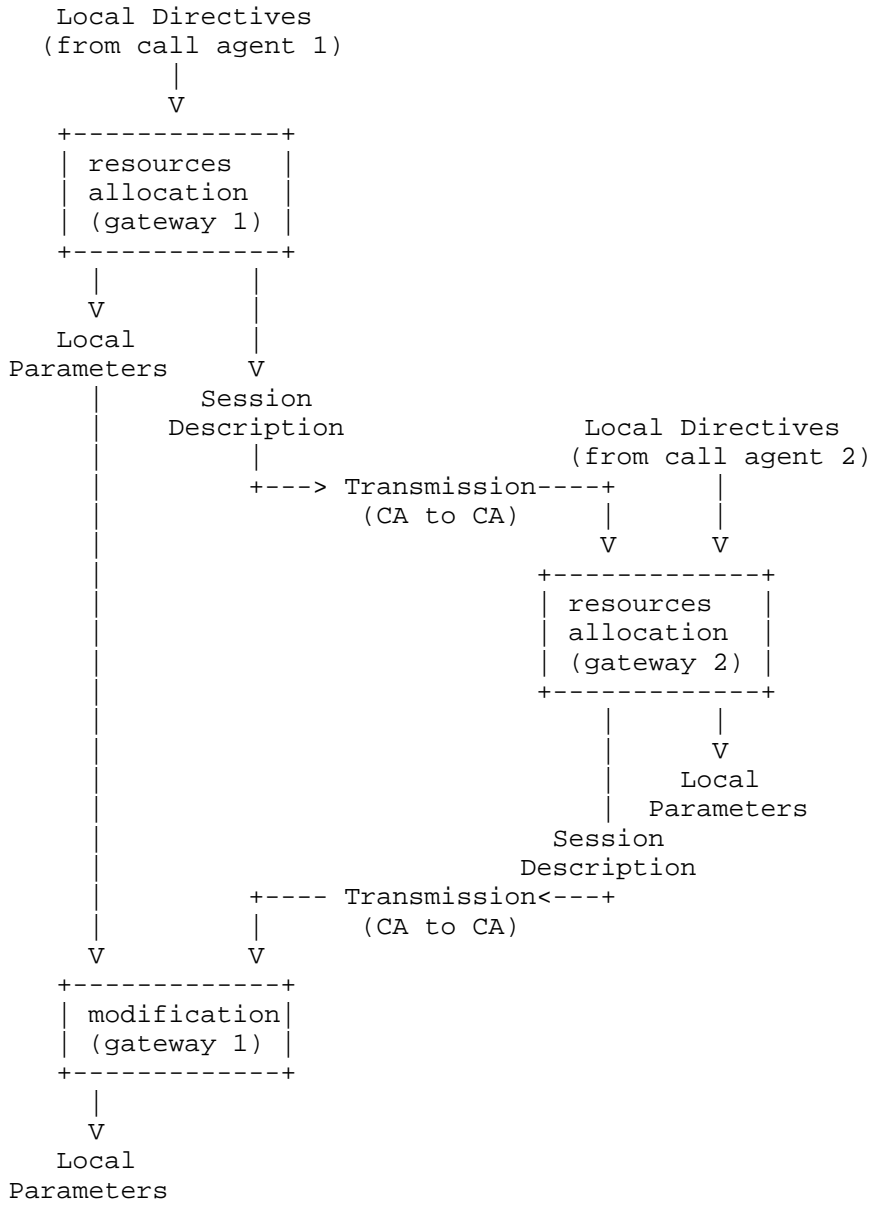 Local Directives
(from call agent 1)
|
V
+-------------+
| resources   |
| allocation  |
| (gateway 1) |
+-------------+
|         |
V         |
Local       |
Parameters     V
|      Session
|    Description               Local Directives
|         |                   (from call agent 2)
|         +---> Transmission----+      |
|                (CA to CA)     |      |
|                               V      V
|                           +-------------+
|                           | resources   |
|                           | allocation  |
|                           | (gateway 2) |
|                           +-------------+
|                               |      |
|                               |      V
|                               |    Local
|                               |  Parameters
|                            Session
|                          Description
|         +---- Transmission<---+
|         |      (CA to CA)
V         V
+-------------+
| modification|
| (gateway 1) |
+-------------+
|
V
Local
Parameters